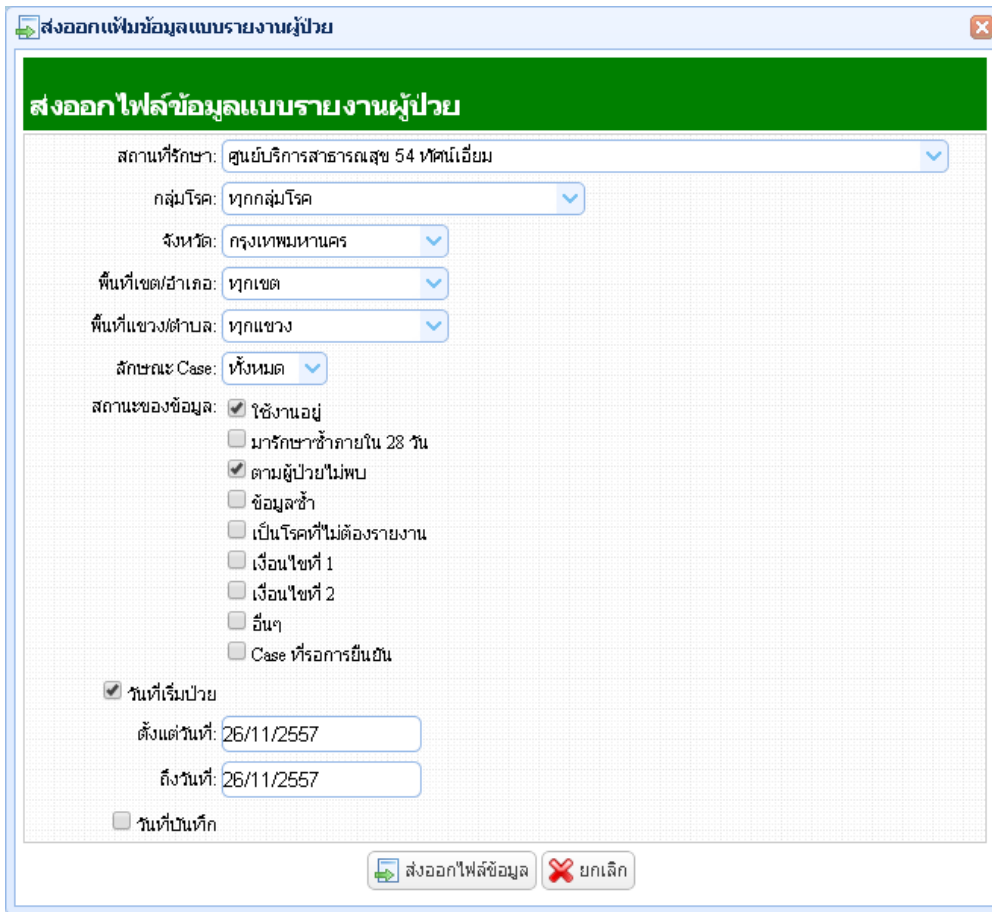 ส่งออกแฟ้มข้อมูลแบบรายงานผู้ป่วย
ส่งออกไฟล์ข้อมูลแบบรายงานผู้ป่วย
สถานที่รักษา: ศูนย์บริการสาธารณสุข 54 ทัศน์เอี่ยม
กลุ่มโรค: ทุกกลุ่มโรค
จังหวัด: กรุงเทพมหานคร
พื้นที่เขต/อำเภอ: ทุกเขต
พื้นที่แขวง/ตำบล: ทุกแขวง
ลักษณะ Case: ทั้งหมด
สถานะของข้อมูล: ใช้งานอยู่
มารักษาซ้ำภายใน 28 วัน
ตามผู้ป่วยไม่พบ
ข้อมูลซ้ำ
เป็นโรคที่ไม่ต้องรายงาน
เงื่อนไขที่ 1
เงื่อนไขที่ 2
อื่นๆ
Case ที่รอการยืนยัน
วันที่เริ่มป่วย
ตั้งแต่วันที่: 26/11/2557
ถึงวันที่: 26/11/2557
วันที่บันทึก
ส่งออกไฟล์ข้อมูล ยกเลิก